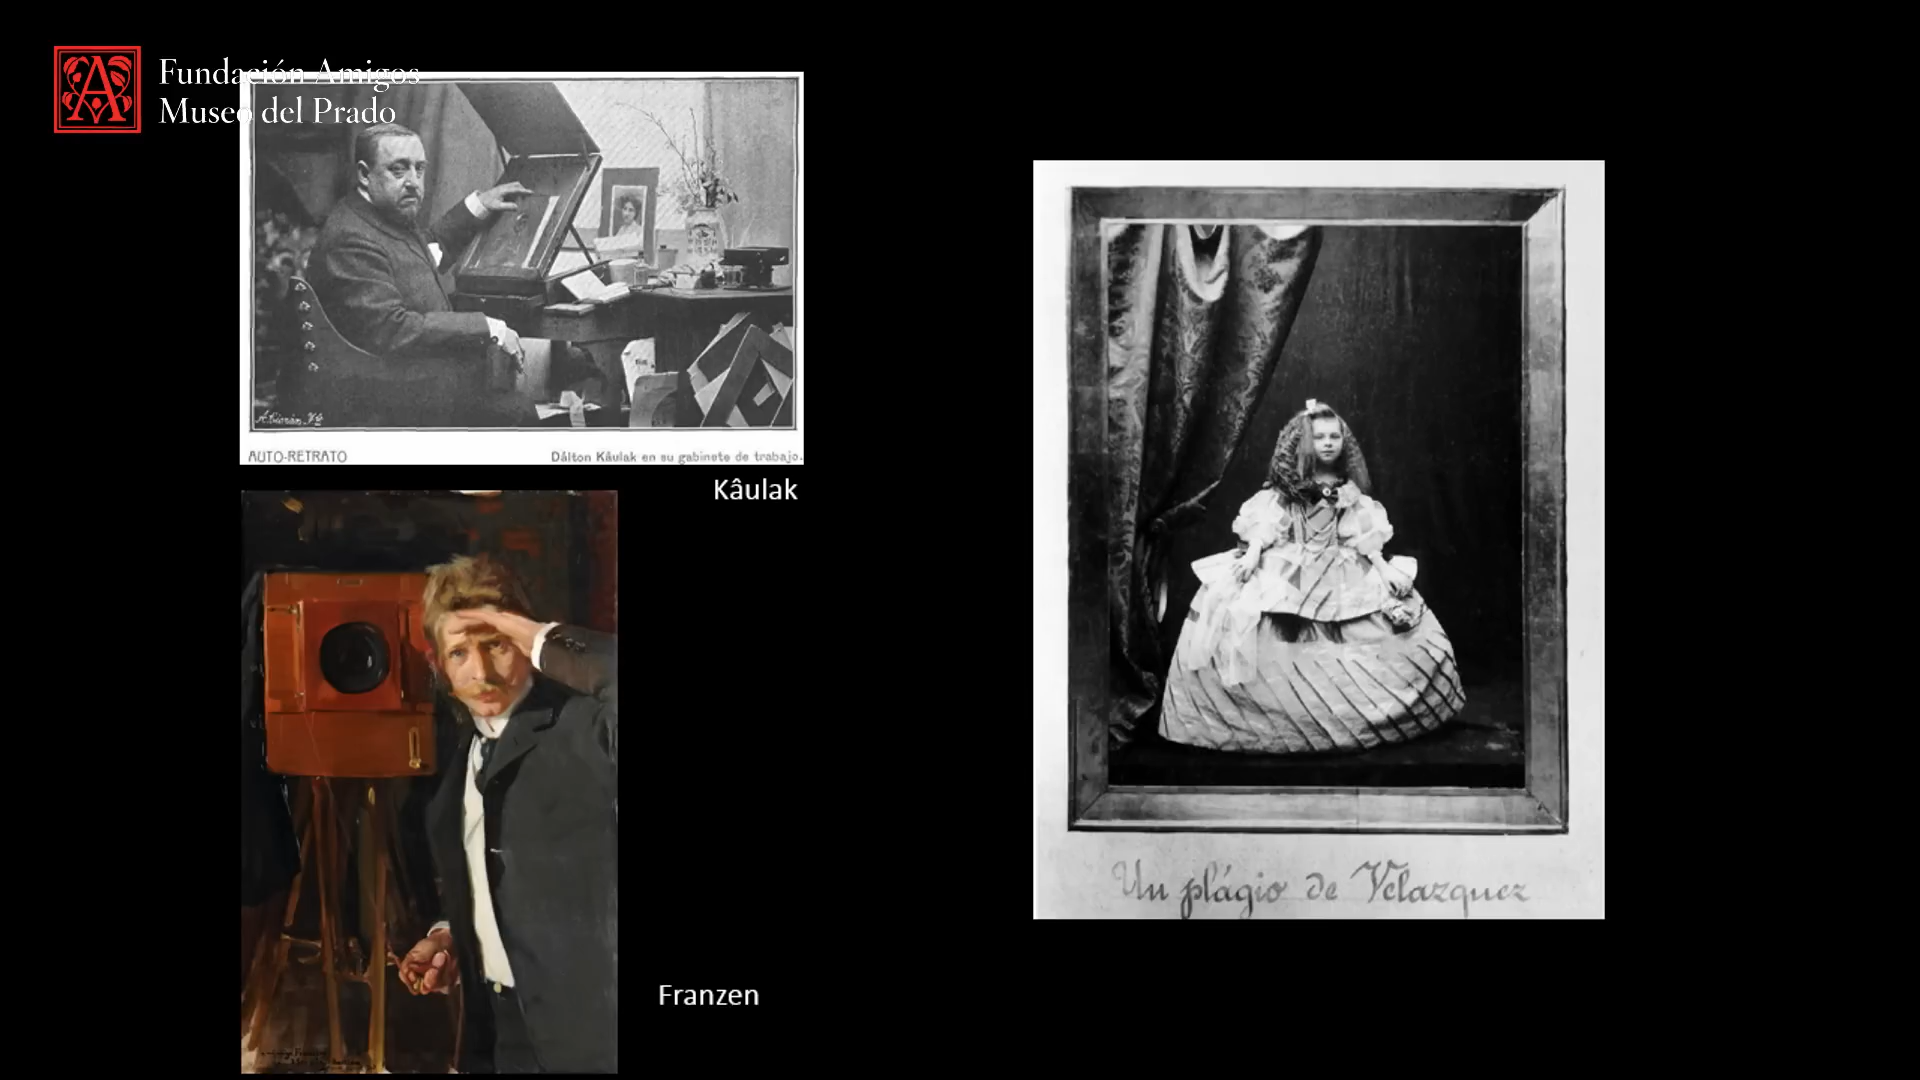 Fundación Amigos
Museo del Prado
AUTO-RETRATO
Dâlton Kâulak en su gabinete de trabajo.
Kâulak
Franzen
Un plágio de Velazquez